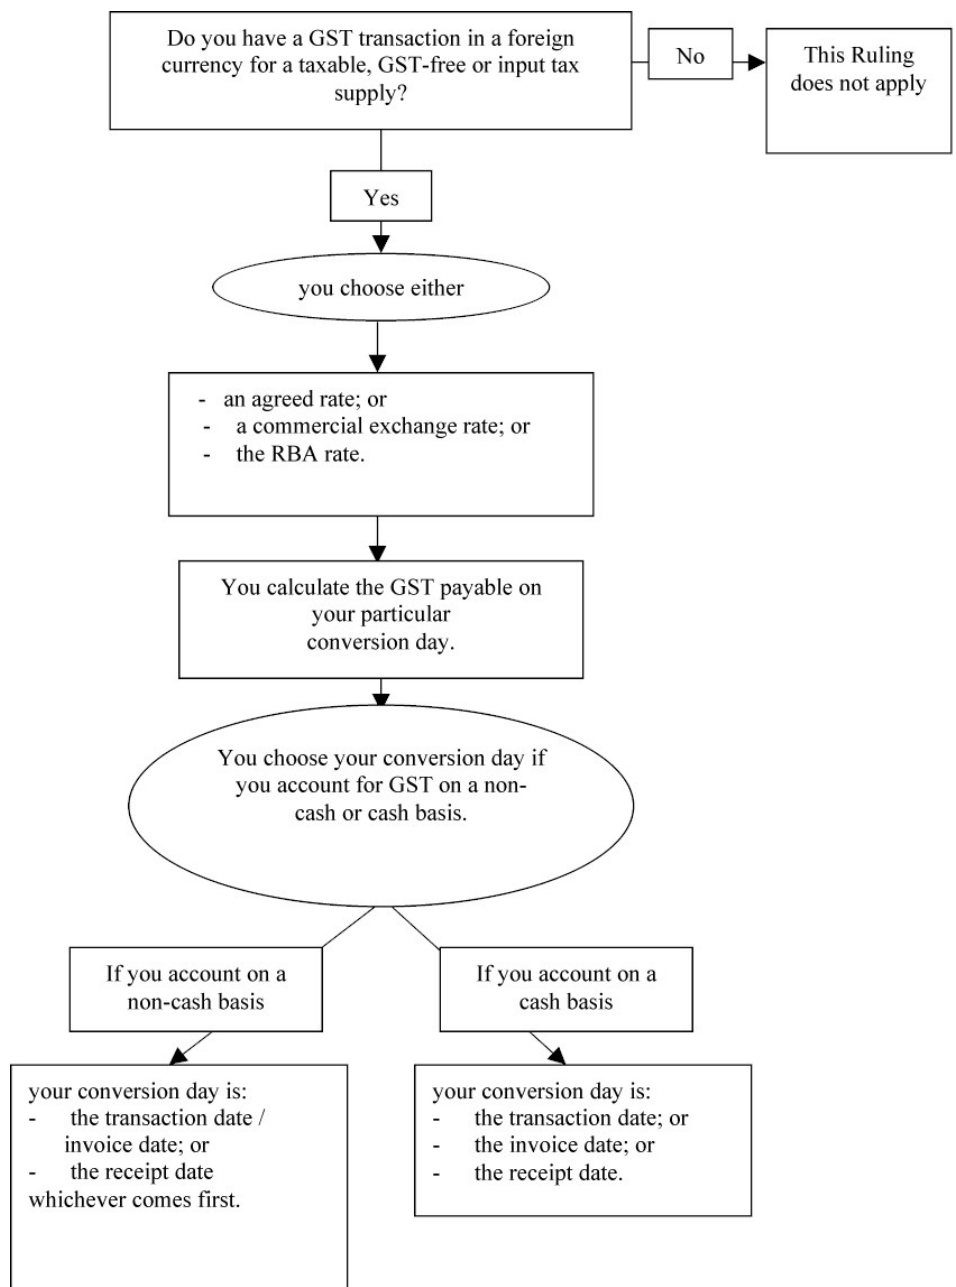 Do you have a GST transaction in a foreign
currency for a taxable, GST-free or input tax
supply?
No
This Ruling
does not apply
Yes
you choose either
- an agreed rate; or
- a commercial exchange rate; or
- the RBA rate.
You calculate the GST payable on
your particular
conversion day.
You choose your conversion day if
you account for GST on a non-
cash or cash basis.
If you account on a
non-cash basis
If you account on a
cash basis
your conversion day is:
- the transaction date /
invoice date; or
- the receipt date
whichever comes first.
your conversion day is:
- the transaction date; or
- the invoice date; or
- the receipt date.